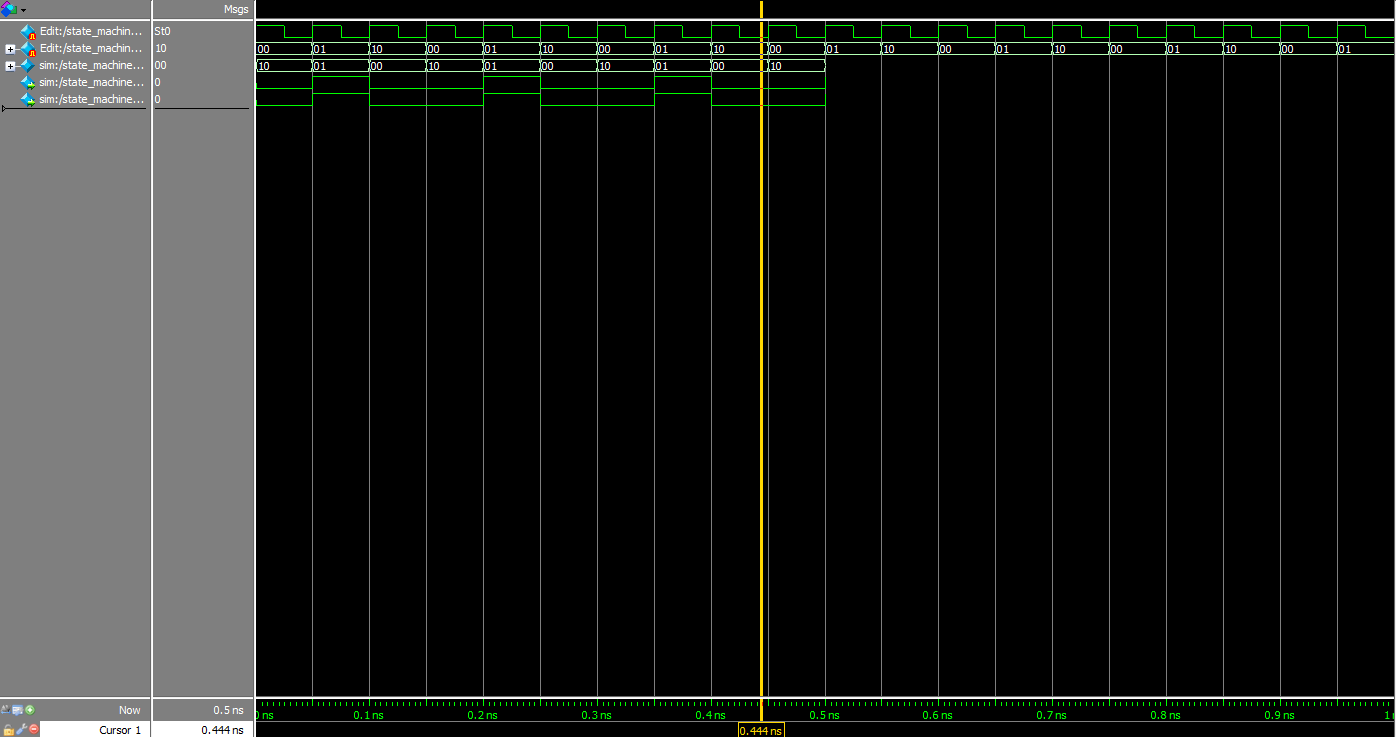 Msgs
Edit:/state_machin... St0
Edit:/state_machin... 10 00 01 10 00 01 10 00 01 10 00 01 10 00 01 10 00 01 10 00 01
sim:/state_machine... 00 10 01 00 10 01 00 10 01 00 10
sim:/state_machine... 0
sim:/state_machine... 0
Now 0.5 ns 0 ns 0.1 ns 0.2 ns 0.3 ns 0.4 ns 0.5 ns 0.6 ns 0.7 ns 0.8 ns 0.9 ns 1
Cursor 1 0.444 ns 0.444 ns